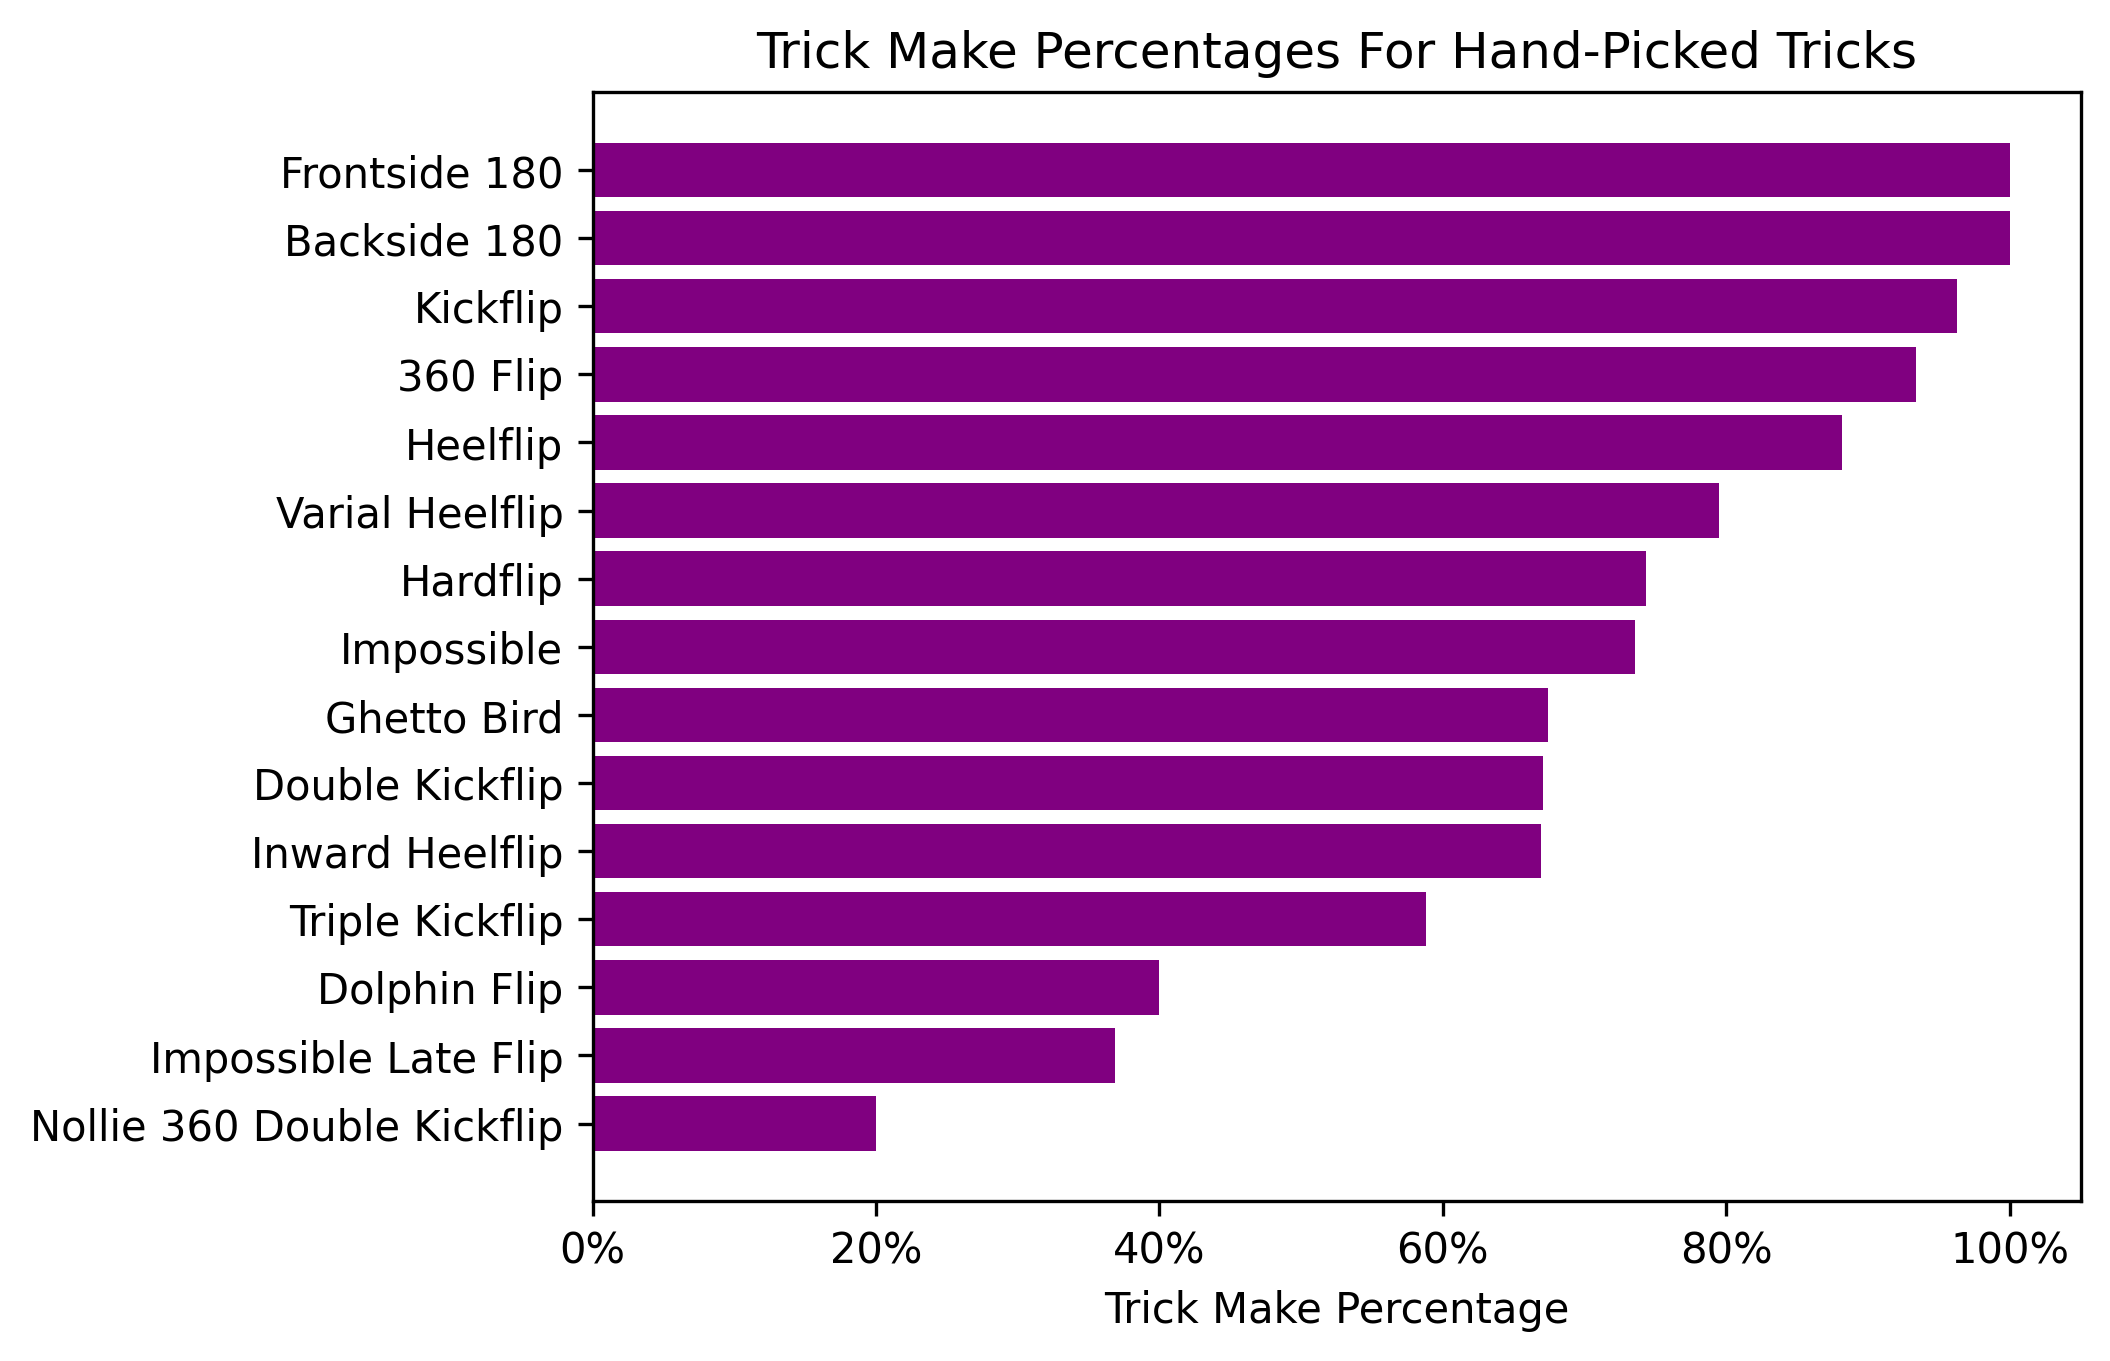 Trick Make Percentages For Hand-Picked Tricks
Frontside 180
Backside 180
Kickflip
360 Flip
Heelflip
Varial Heelflip
Hardflip
Impossible
Ghetto Bird
Double Kickflip
Inward Heelflip
Triple Kickflip
Dolphin Flip
Impossible Late Flip
Nollie 360 Double Kickflip
0% 20% 40% 60% 80% 100%
Trick Make Percentage